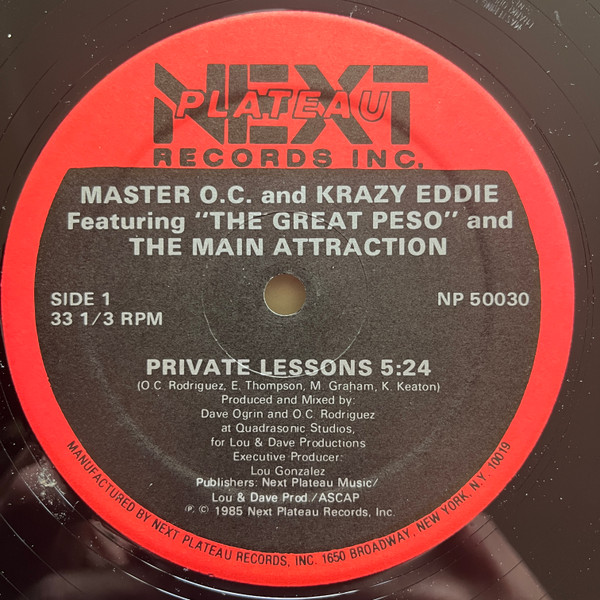 NEXT
PLATEAU
RECORDS INC.
MASTER O.C. and KRAZY EDDIE
Featuring "THE GREAT PESO" and
THE MAIN ATTRACTION
SIDE 1
33 1/3 RPM
NP 50030
PRIVATE LESSONS 5:24
(O.C. Rodriguez, E. Thompson, M. Graham, K. Keaton)
Produced and Mixed by:
Dave Ogrin and O.C. Rodriguez
at Quadrasonic Studios,
for Lou & Dave Productions
Executive Producer:
Lou Gonzalez
Publishers: Next Plateau Music/
Lou & Dave Prod./ASCAP
℗ © 1985 Next Plateau Records, Inc.
MANUFACTURED BY NEXT PLATEAU RECORDS, INC. 1650 BROADWAY, NEW YORK, N.Y. 10019